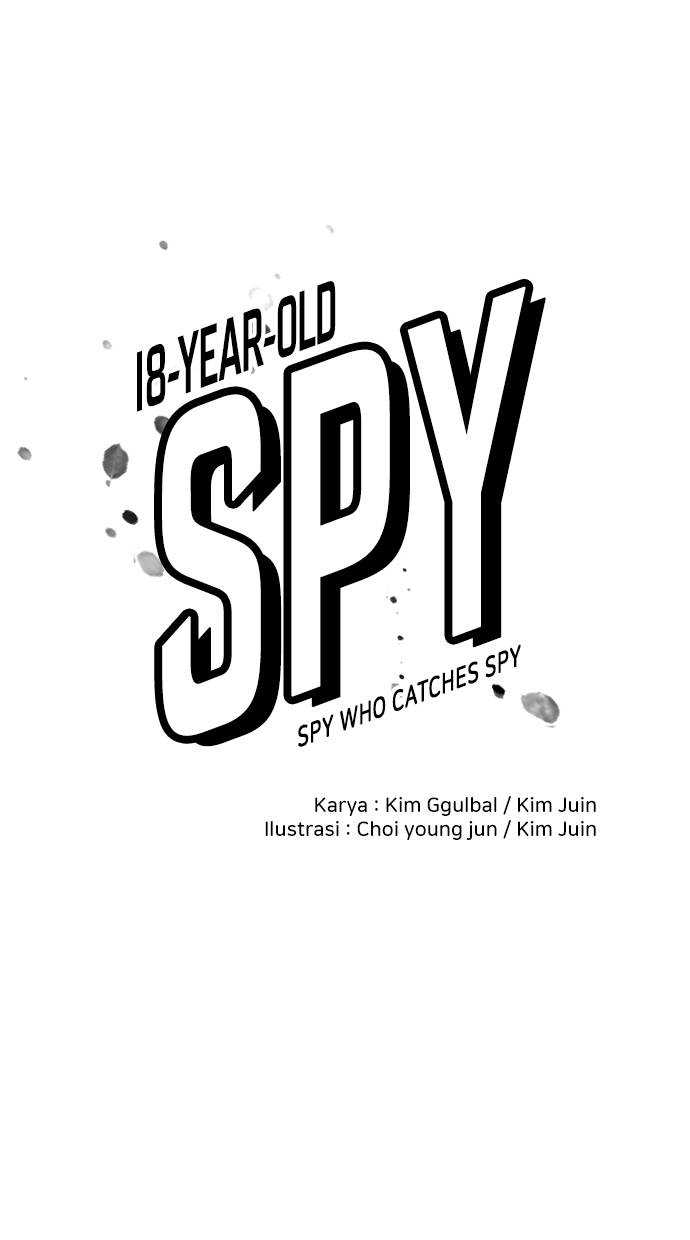 18-YEAR-OLD
SPY
SPY WHO CATCHES SPY
Karya : Kim Ggulbal / Kim Juin
Ilustrasi : Choi young jun / Kim Juin